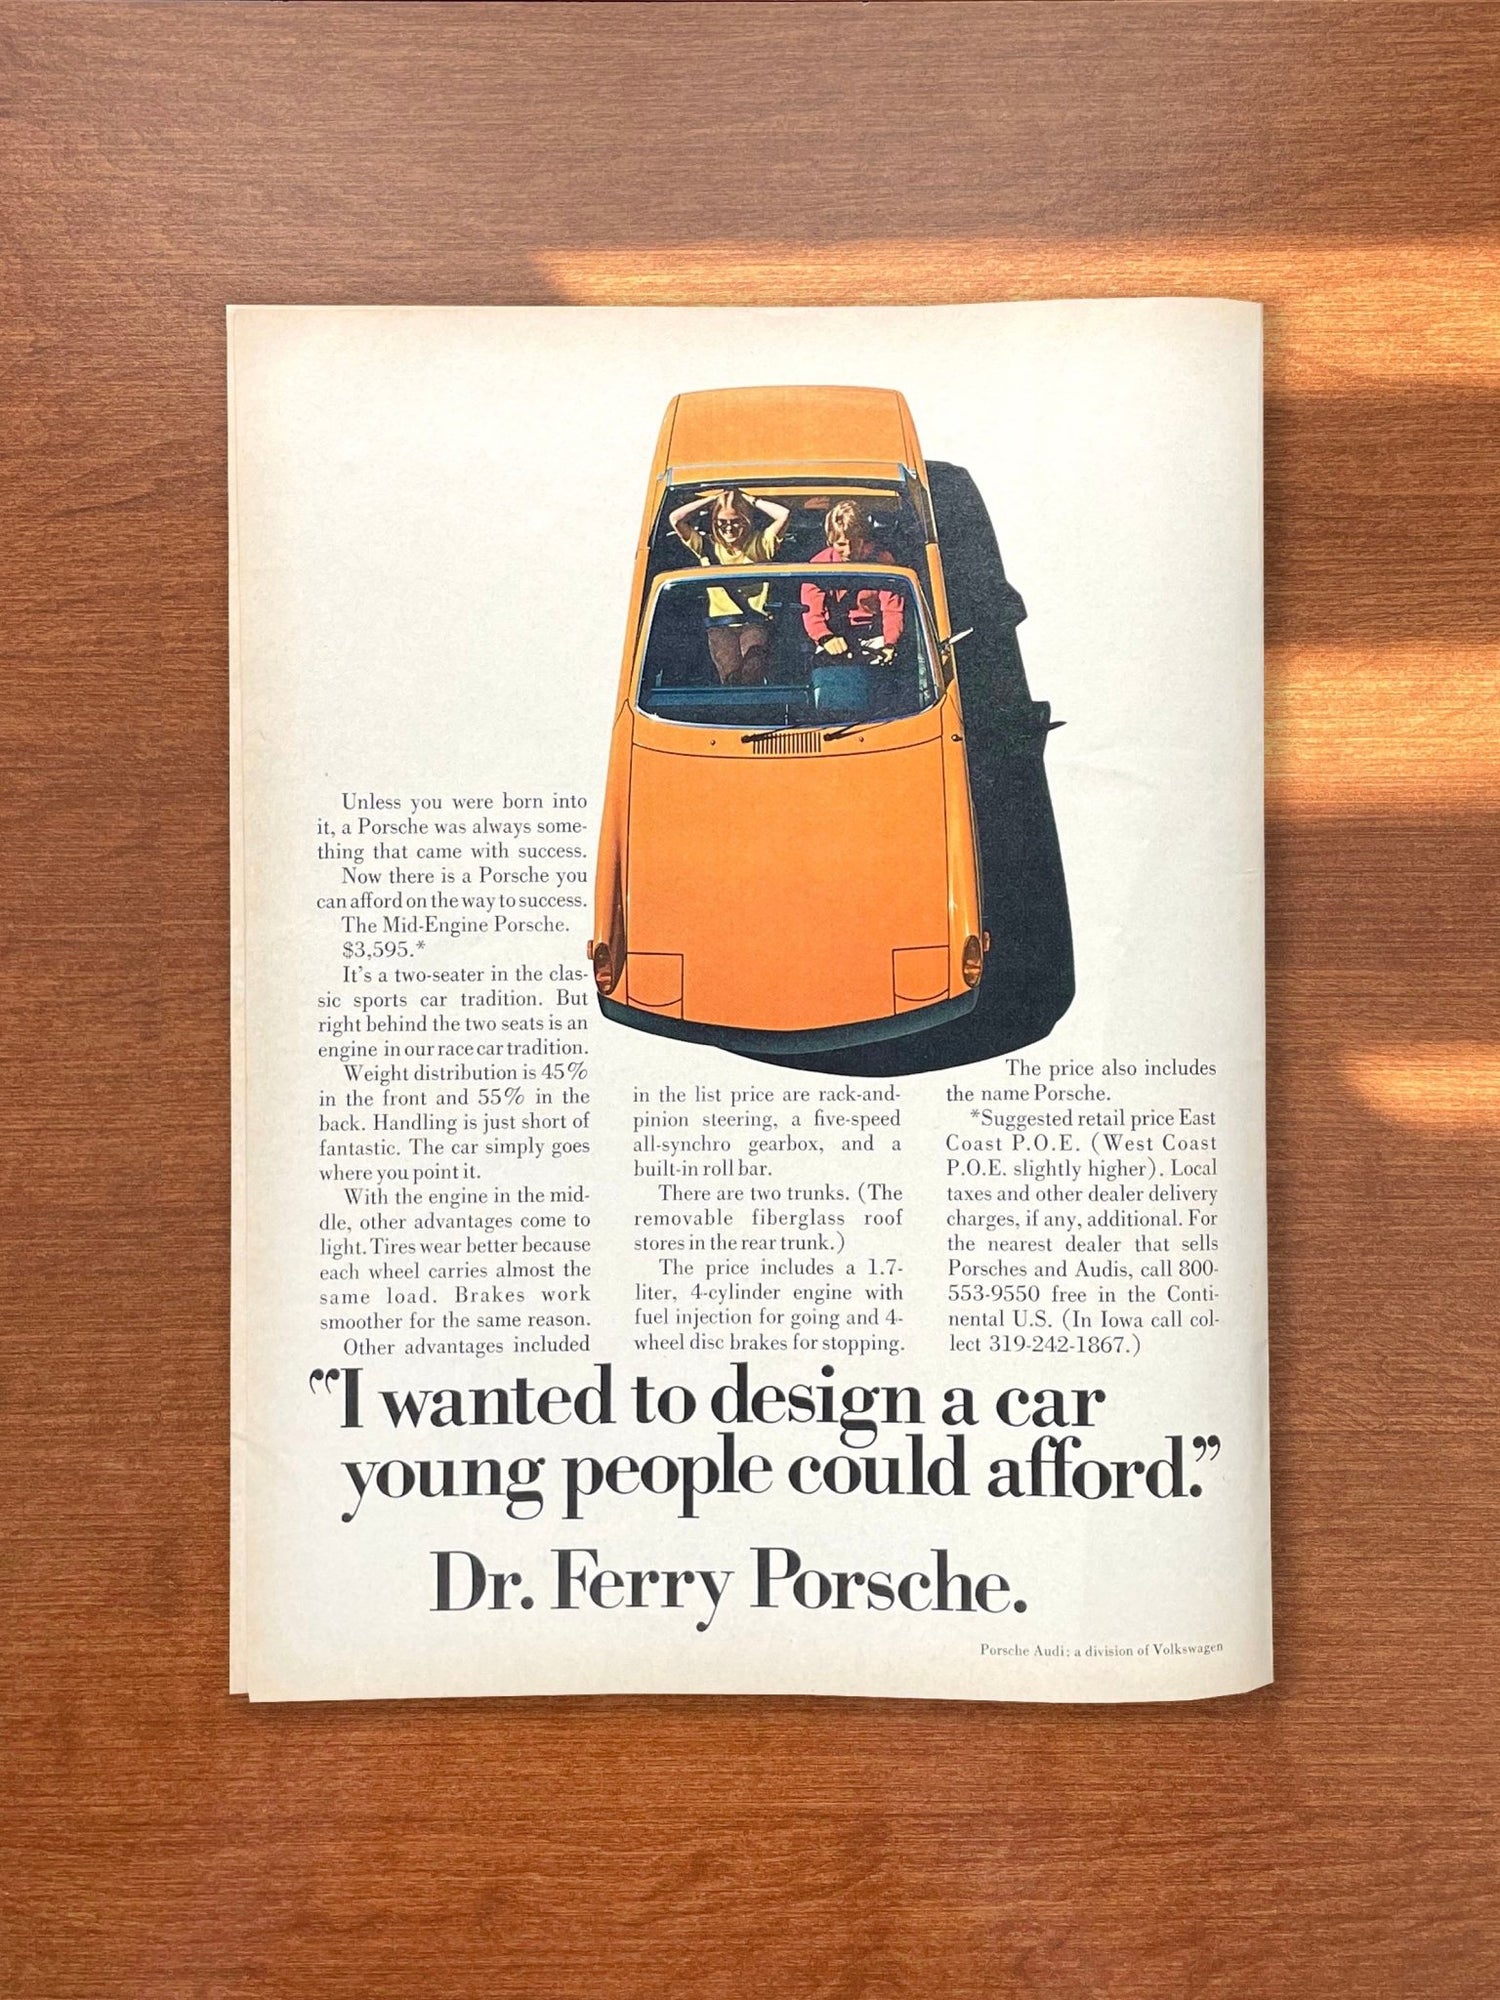 Unless you were born into
it, a Porsche was always some-
thing that came with success.
Now there is a Porsche you
can afford on the way to success.
The Mid-Engine Porsche.
$3,595.*
It's a two-seater in the clas-
sic sports car tradition. But
right behind the two seats is an
engine in our race car tradition.
Weight distribution is 45%
in the front and 55% in the
back. Handling is just short of
fantastic. The car simply goes
where you point it.
With the engine in the mid-
dle, other advantages come to
light. Tires wear better because
each wheel carries almost the
same load. Brakes work
smoother for the same reason.
Other advantages included
in the list price are rack-and-
pinion steering, a five-speed
all-synchro gearbox, and a
built-in roll bar.
There are two trunks. (The
removable fiberglass roof
stores in the rear trunk.)
The price includes a 1.7-
liter, 4-cylinder engine with
fuel injection for going and 4-
wheel disc brakes for stopping.
The price also includes
the name Porsche.
*Suggested retail price East
Coast P.O.E. (West Coast
P.O.E. slightly higher). Local
taxes and other dealer delivery
charges, if any, additional. For
the nearest dealer that sells
Porsches and Audis, call 800-
553-9550 free in the Conti-
nental U.S. (In Iowa call col-
lect 319-242-1867.)
“I wanted to design a car
young people could afford.”
Dr. Ferry Porsche.
Porsche Audi: a division of Volkswagen